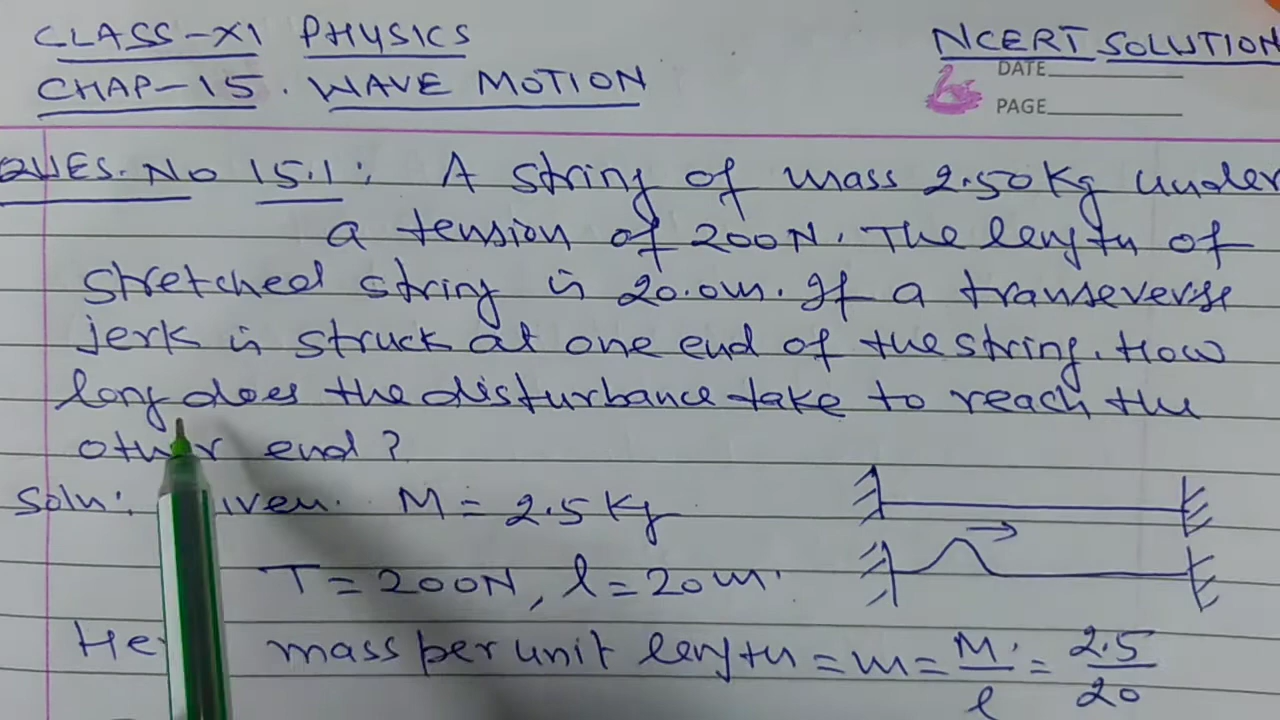 CLASS-XI PHYSICS
NCERT SOLUTION
CHAP-15. WAVE MOTION
DATE
PAGE
QUES. No 15.1: A string of mass 2.50Kg under
a tension of 200N. The length of
stretched string is 20.0m. If a transeverse
jerk is struck at one end of the string. How
long does the disturbance take to reach the
other end?
Soln: iven. M = 2.5 Kg
T = 200N, l = 20m.
He mass per unit length = m = M/l = 2.5/20